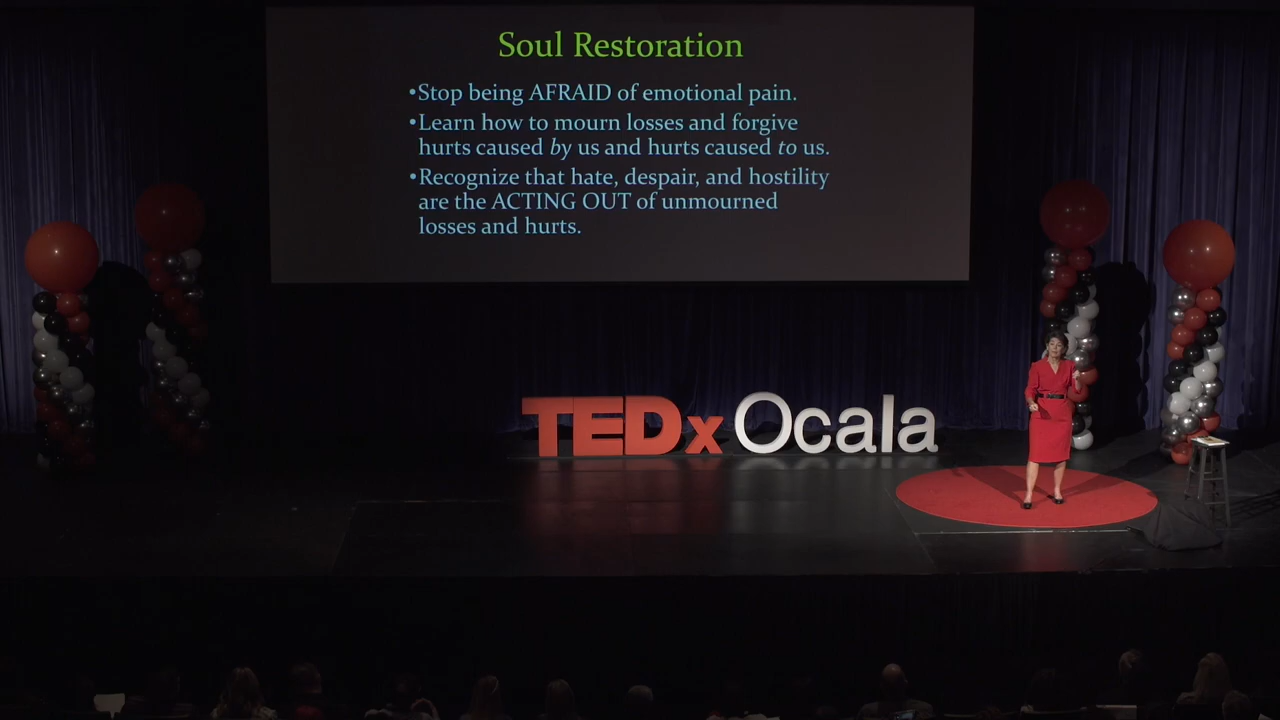 Soul Restoration
•Stop being AFRAID of emotional pain.
•Learn how to mourn losses and forgive
hurts caused by us and hurts caused to us.
•Recognize that hate, despair, and hostility
are the ACTING OUT of unmourned
losses and hurts.
TEDxOcala